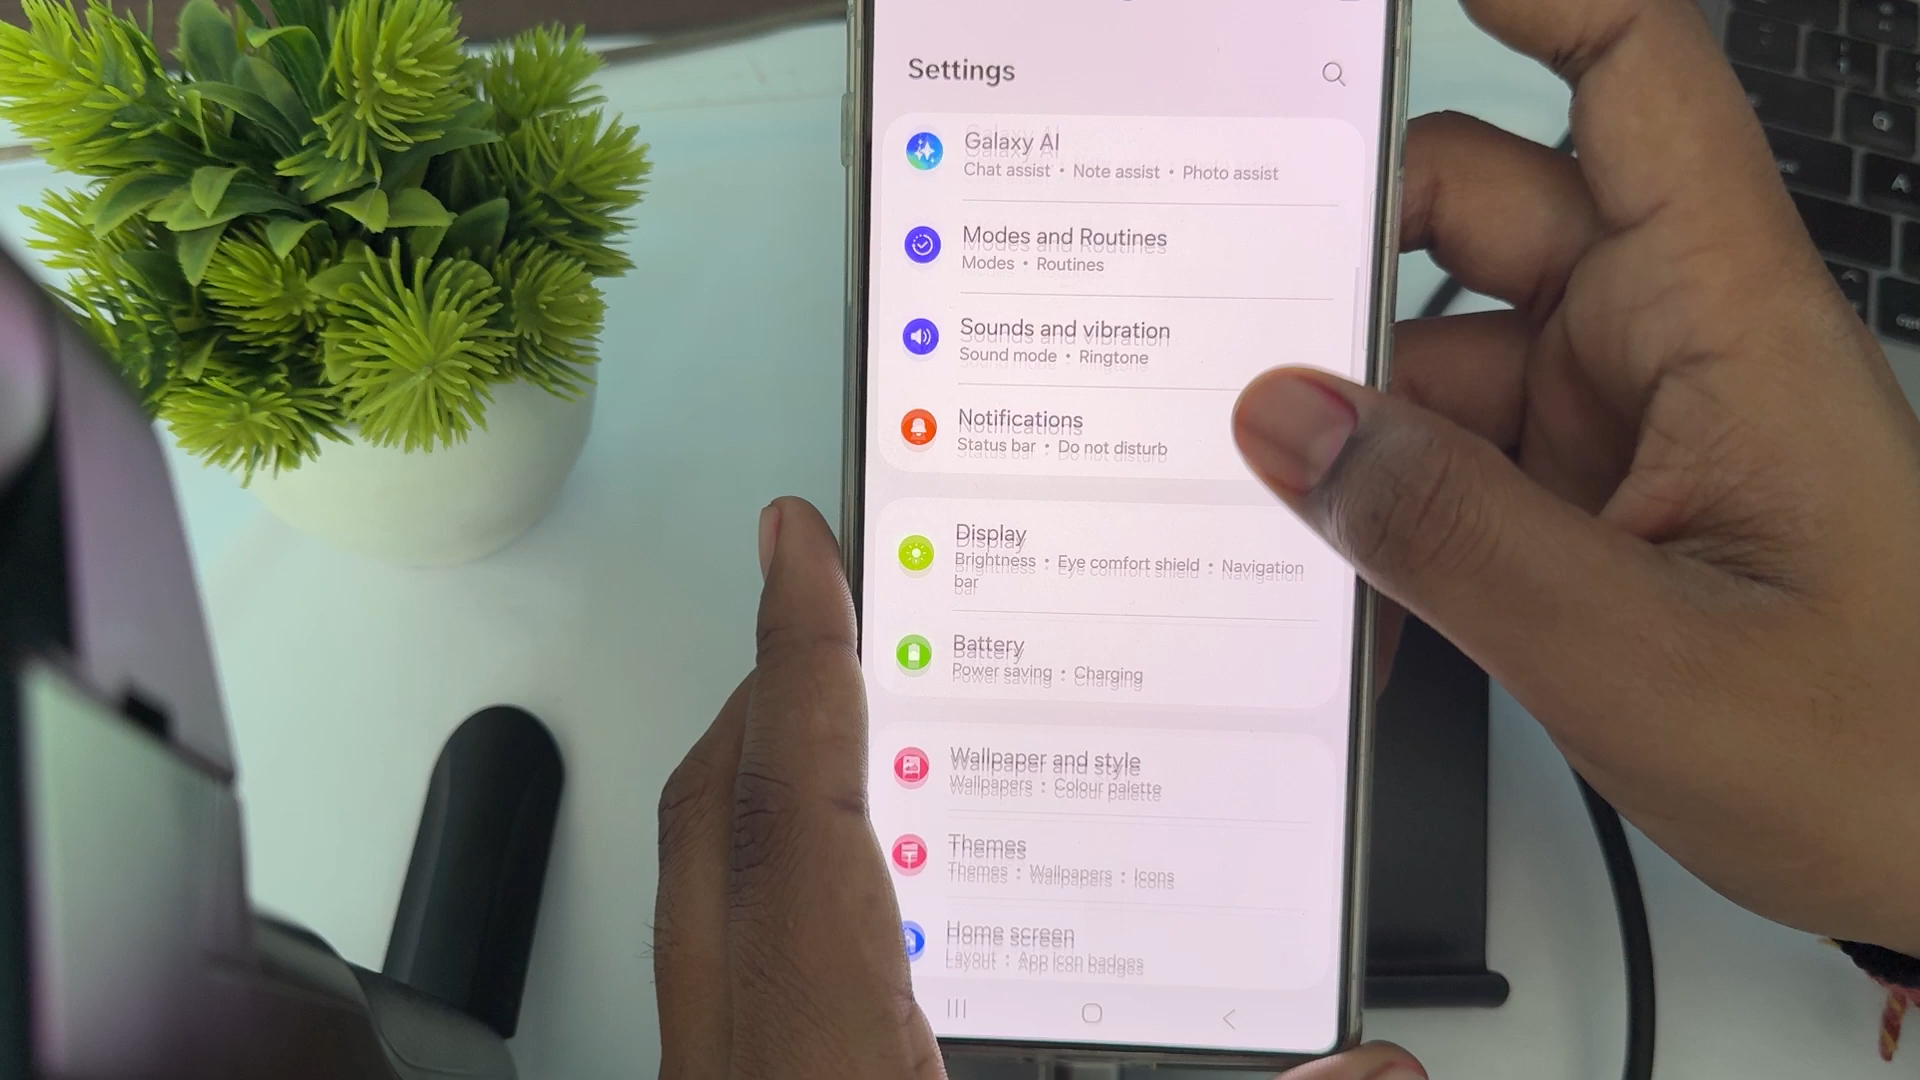 Settings
Galaxy AI
Chat assist • Note assist • Photo assist
Modes and Routines
Modes • Routines
Sounds and vibration
Sound mode • Ringtone
Notifications
Status bar • Do not disturb
Display
Brightness • Eye comfort shield • Navigation
bar
Battery
Power saving • Charging
Wallpaper and style
Wallpapers • Colour palette
Themes
Themes • Wallpapers • Icons
Home screen
Layout • App icon badges